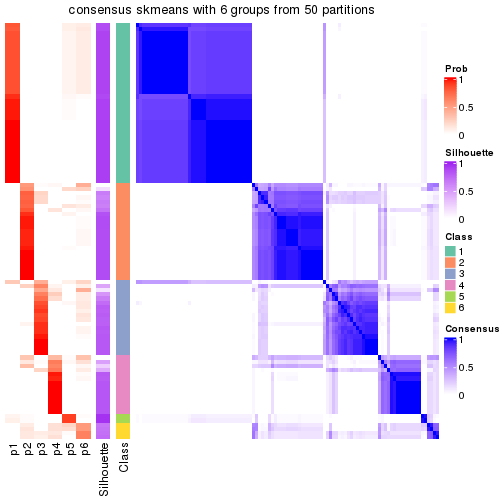 consensus skmeans with 6 groups from 50 partitions
Prob
1
0.5
0
Silhouette
1
0.5
0
Class
1
2
3
4
5
6
Consensus
1
0.5
0
p1
p2
p3
p4
p5
p6
Silhouette
Class